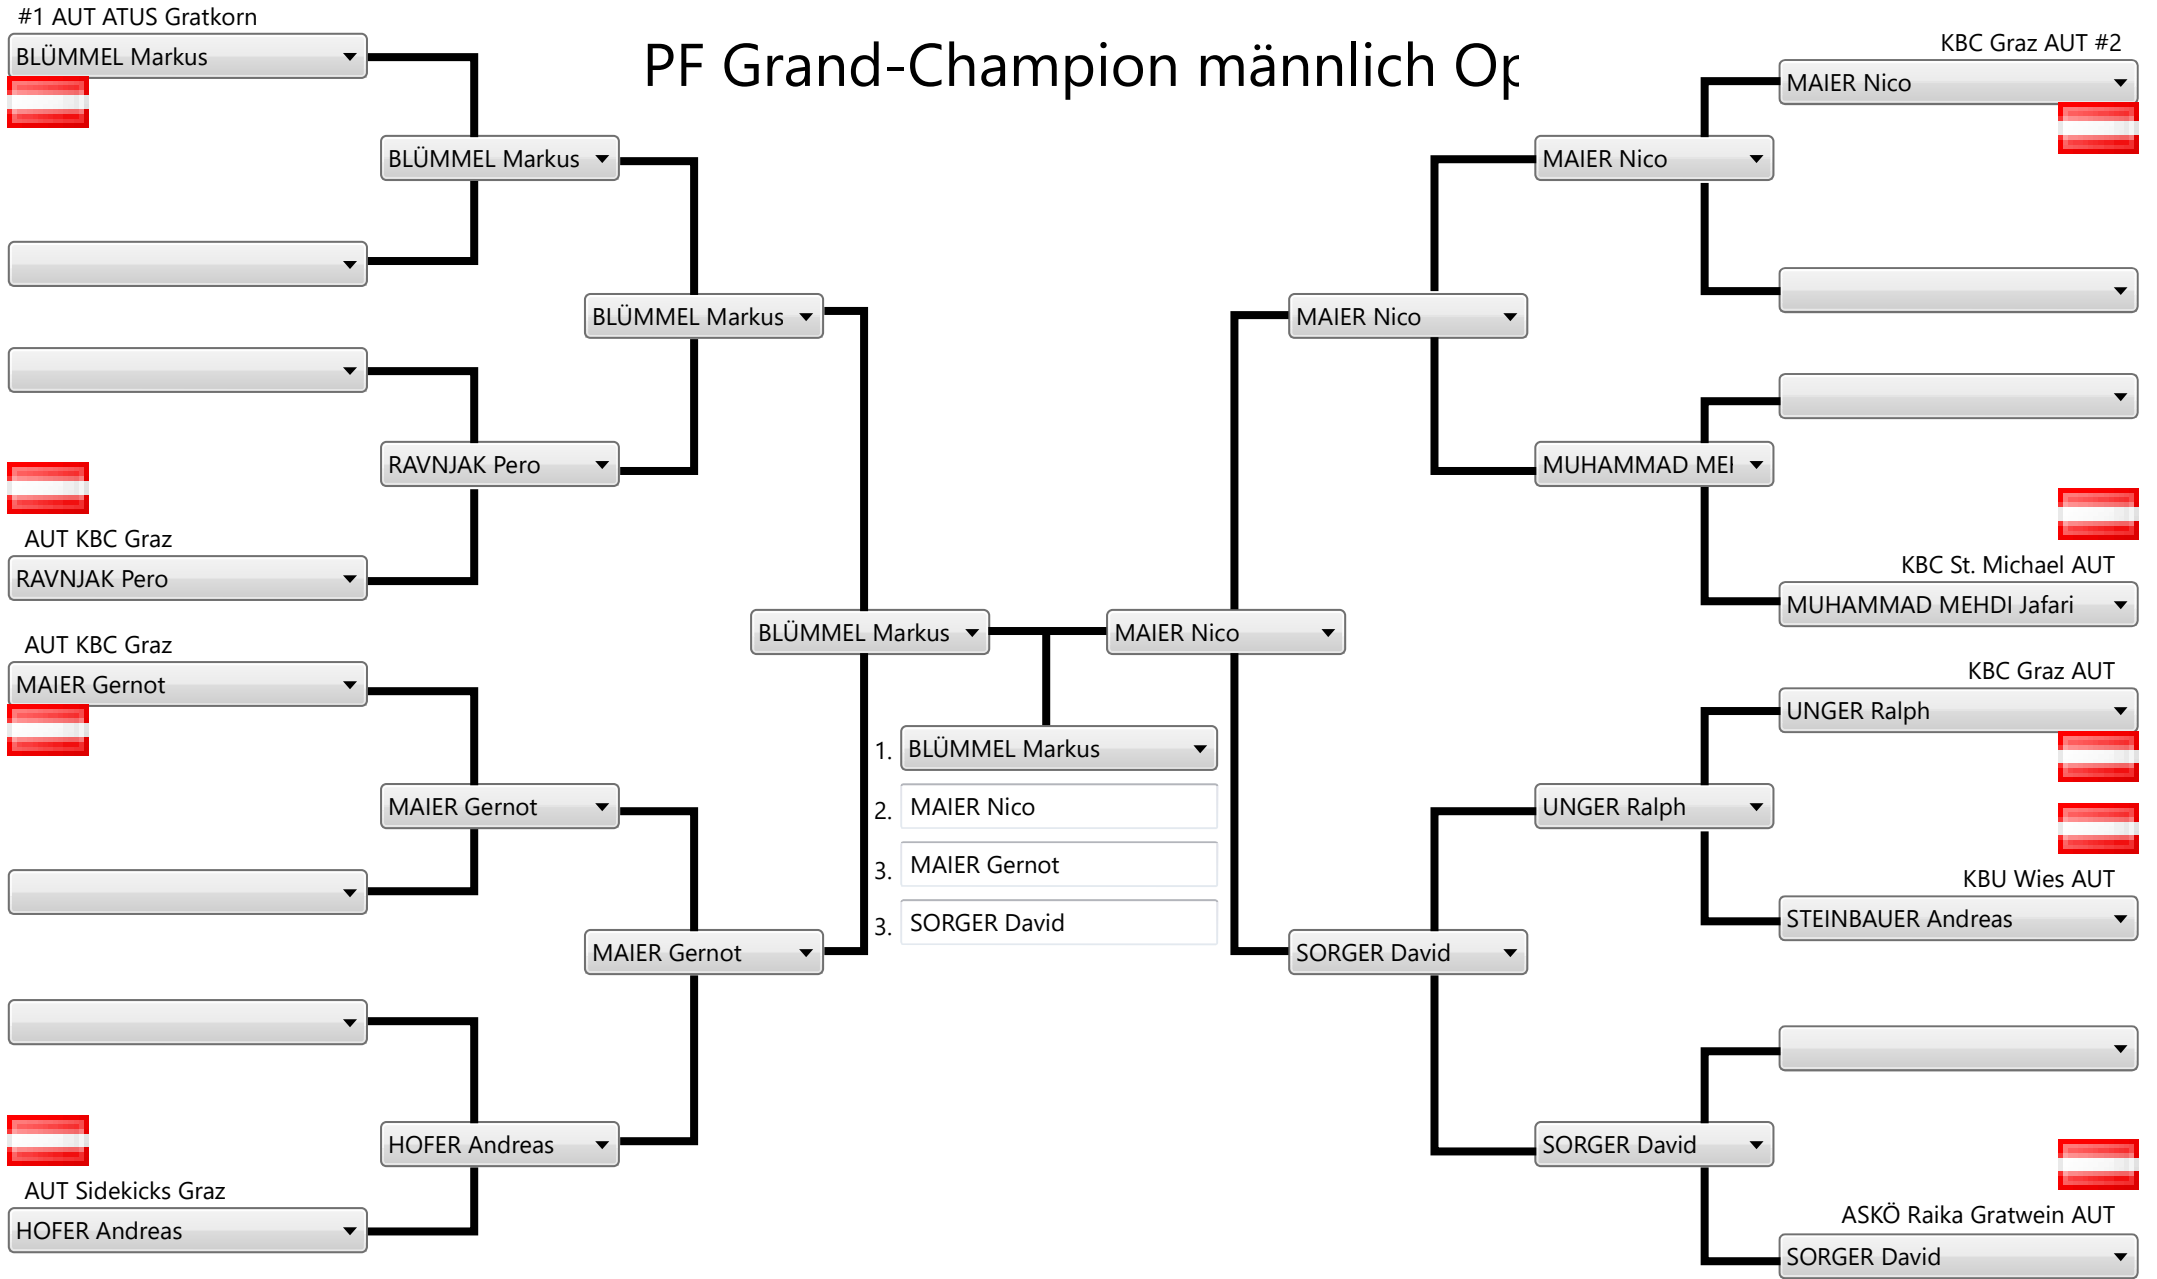 #1 AUT ATUS Gratkorn
BLÜMMEL Markus
PF Grand-Champion männlich
KBC Graz AUT #2
MAIER Nico
BLÜMMEL Markus
MAIER Nico
BLÜMMEL Markus
MAIER Nico
RAVNJAK Pero
MUHAMMAD
AUT KBC Graz
RAVNJAK Pero
KBC St. Michael AUT
MUHAMMAD MEHDI Jafari
BLÜMMEL Markus
MAIER Nico
AUT KBC Graz
MAIER Gernot
KBC Graz AUT
UNGER Ralph
1. BLÜMMEL Markus
2. MAIER Nico
3. MAIER Gernot
3. SORGER David
MAIER Gernot
UNGER Ralph
KBU Wies AUT
STEINBAUER Andreas
MAIER Gernot
SORGER David
HOFER Andreas
SORGER David
AUT Sidekicks Graz
HOFER Andreas
ASKÖ Raika Gratwein AUT
SORGER David